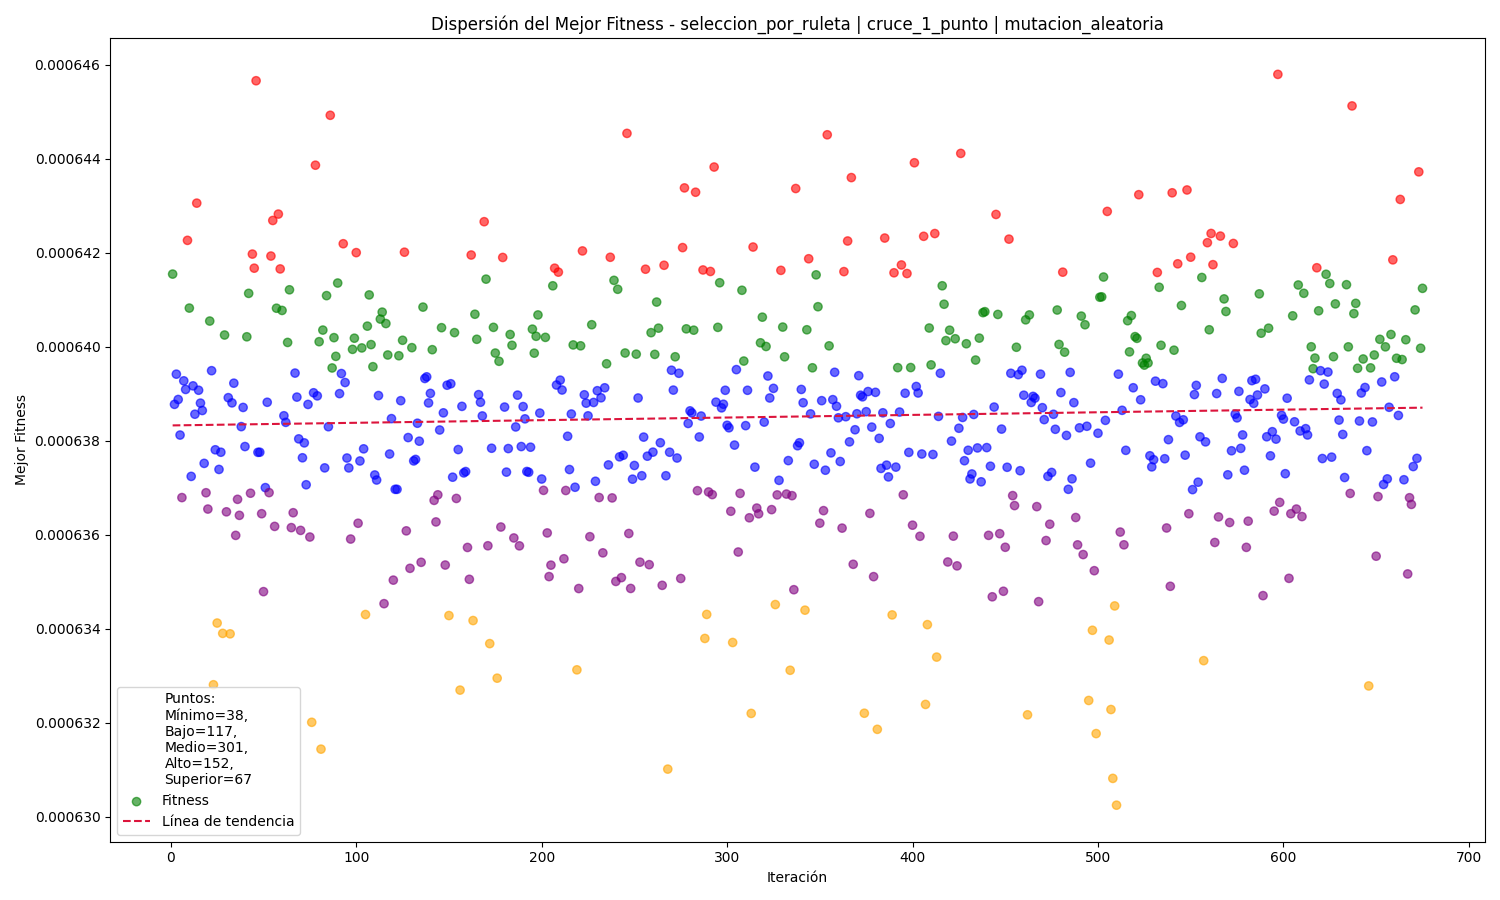 Dispersión del Mejor Fitness - seleccion_por_ruleta | cruce_1_punto | mutacion_aleatoria
0.000646
0.000644
0.000642
0.000640
0.000638
0.000636
0.000634
0.000632
0.000630
Mejor Fitness
Puntos:
Mínimo=38,
Bajo=117,
Medio=301,
Alto=152,
Superior=67
Fitness
Línea de tendencia
0
100
200
300
400
500
600
700
Iteración